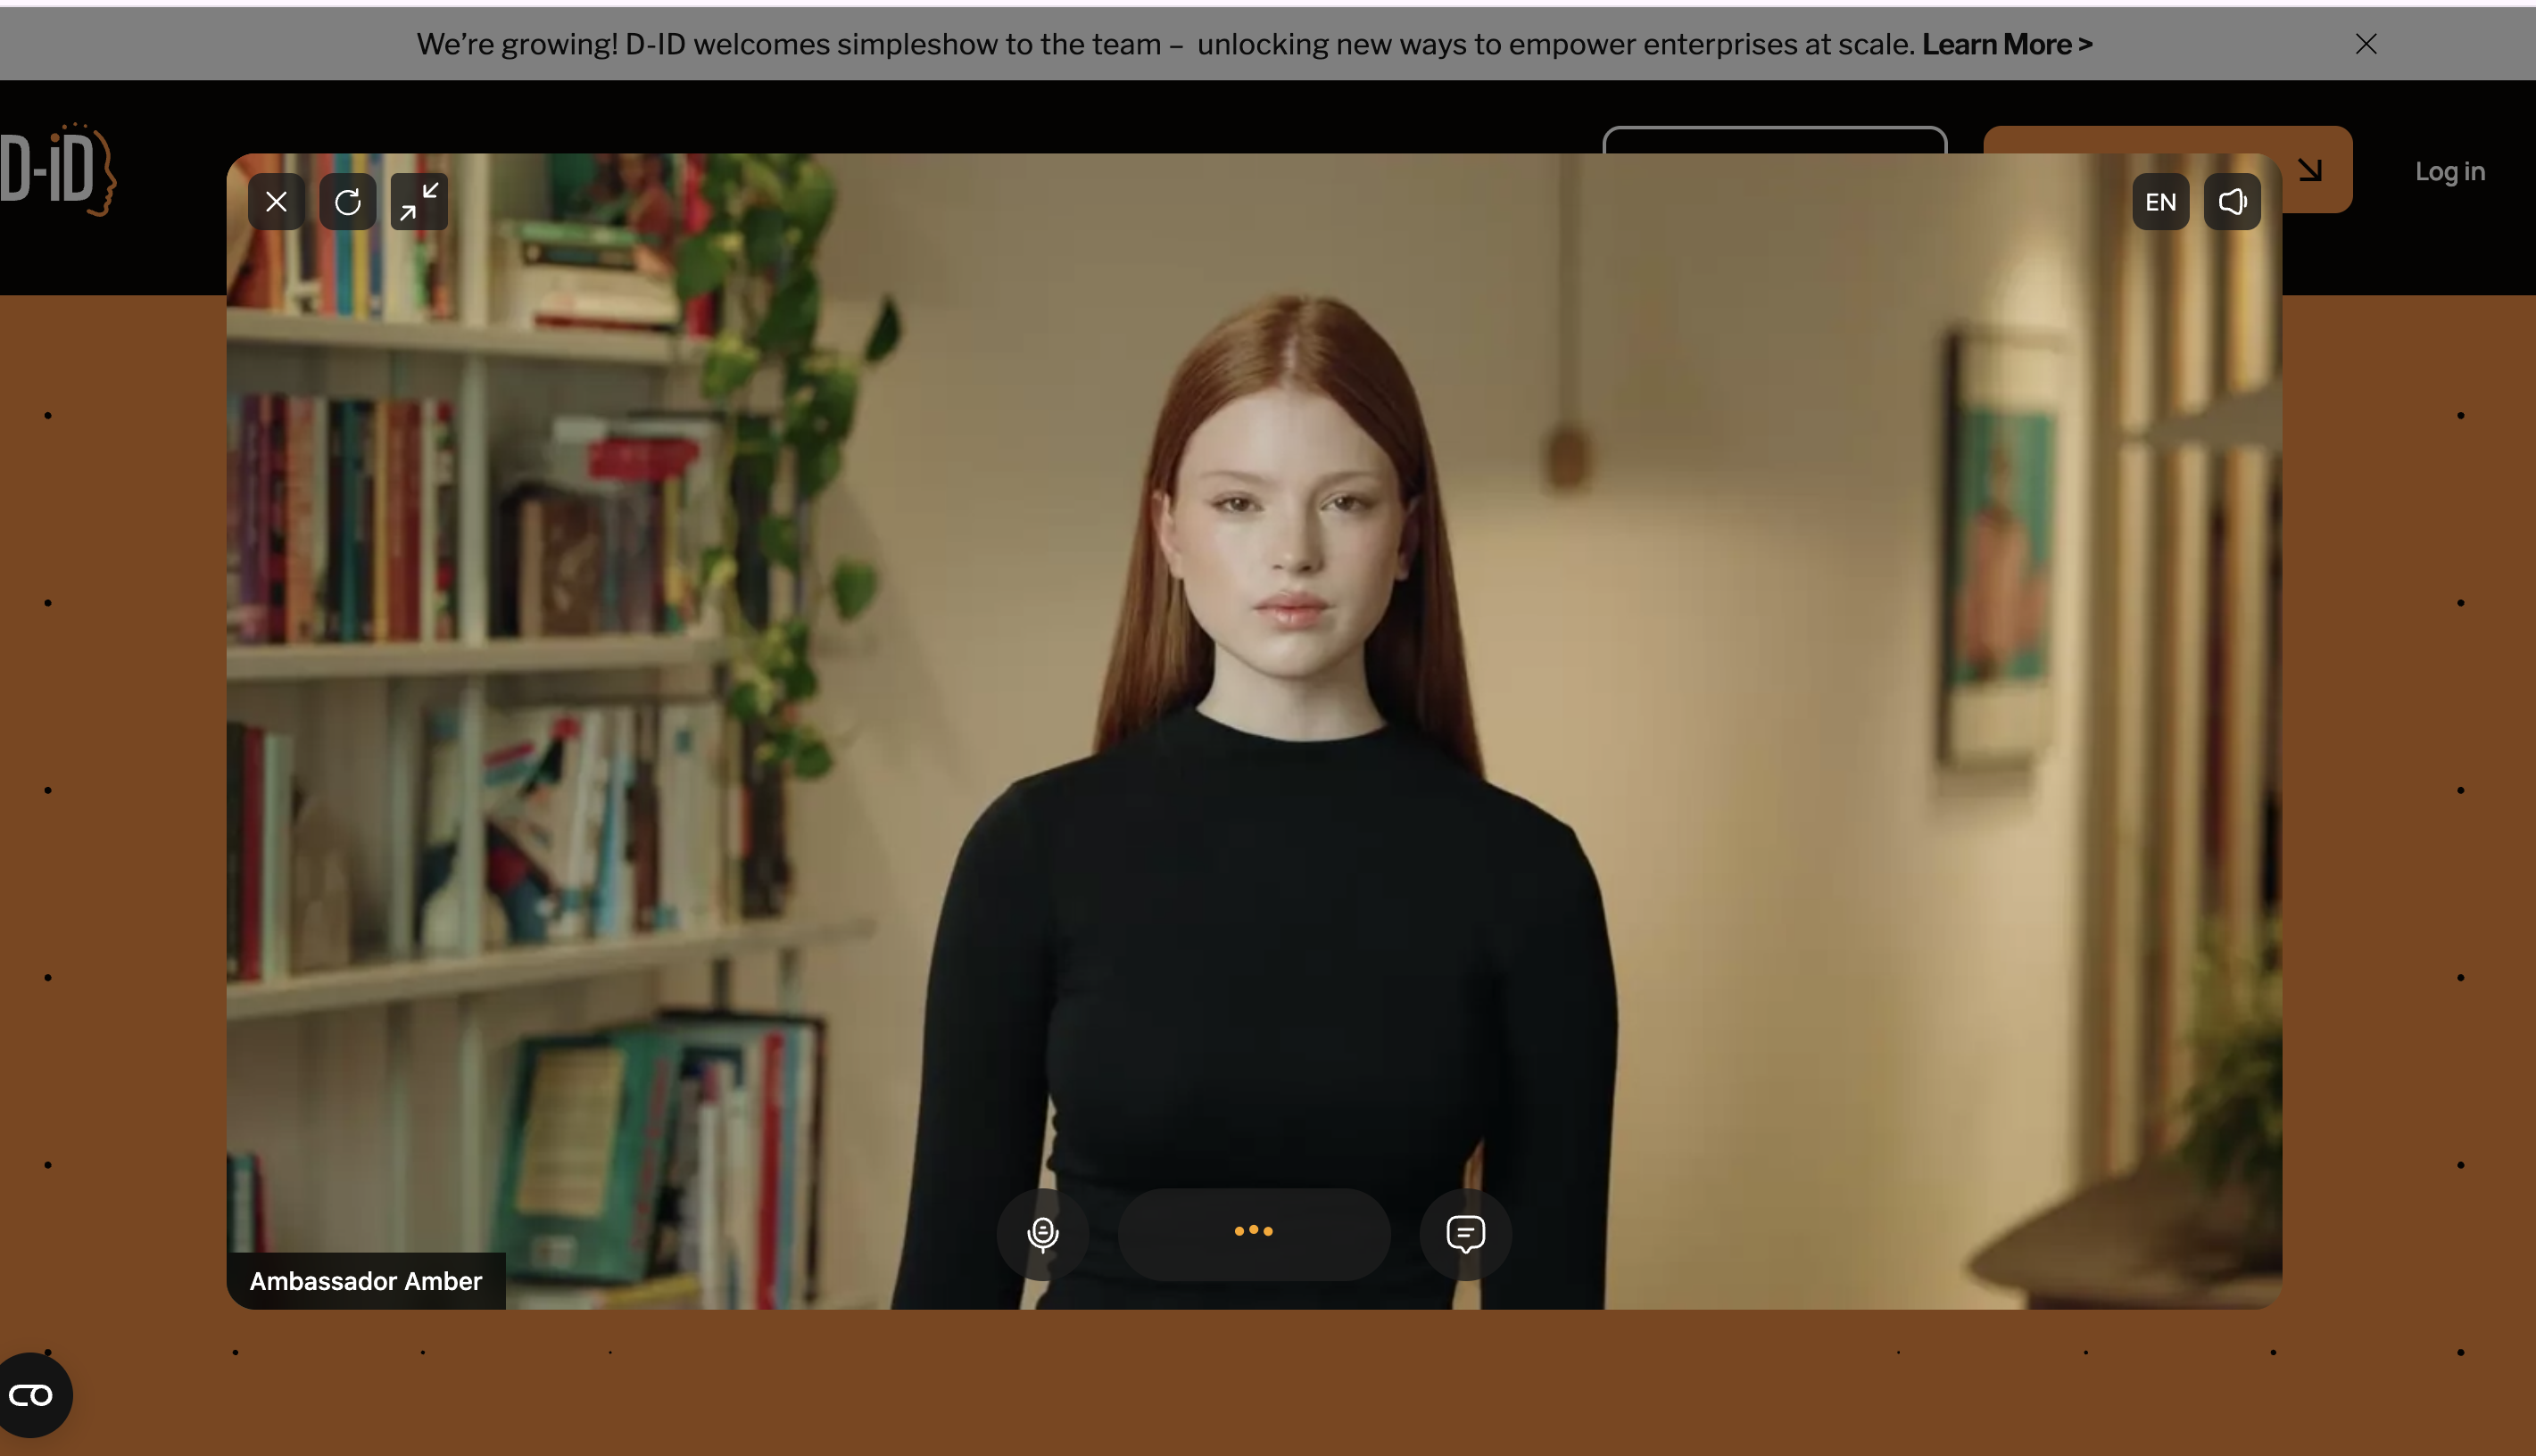 We’re growing! D-ID welcomes simpleshow to the team –  unlocking new ways to empower enterprises at scale. Learn More >
D-iD
Log in
EN
Ambassador Amber